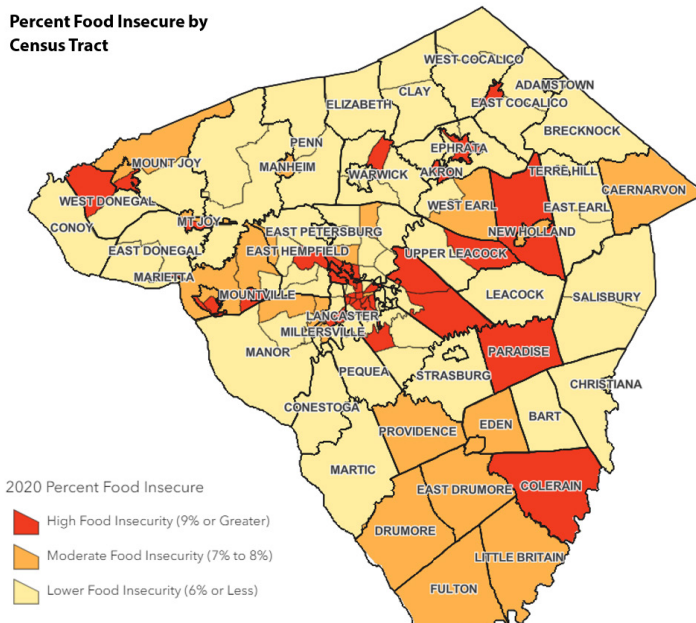 Percent Food Insecure by
Census Tract
WEST COCALICO
ADAMSTOWN
CLAY
EAST COCALICO
ELIZABETH
BRECKNOCK
PENN
EPHRATA
MOUNT JOY
MANHEIM
WARWICK
AKRON
TERRE HILL
CAERNARVON
WEST DONEGAL
WEST EARL
EAST EARL
CONOY
MT JOY
EAST PETERSBURG
NEW HOLLAND
EAST DONEGAL
EAST HEMPFIELD
UPPER LEACOCK
MARIETTA
MOUNTVILLE
LEACOCK
SALISBURY
LANCASTER
MILLERSVILLE
MANOR
PARADISE
PEQUEA
STRASBURG
CHRISTIANA
CONESTOGA
BART
PROVIDENCE
EDEN
MARTIC
COLERAIN
EAST DRUMORE
DRUMORE
LITTLE BRITAIN
FULTON
2020 Percent Food Insecure
High Food Insecurity (9% or Greater)
Moderate Food Insecurity (7% to 8%)
Lower Food Insecurity (6% or Less)